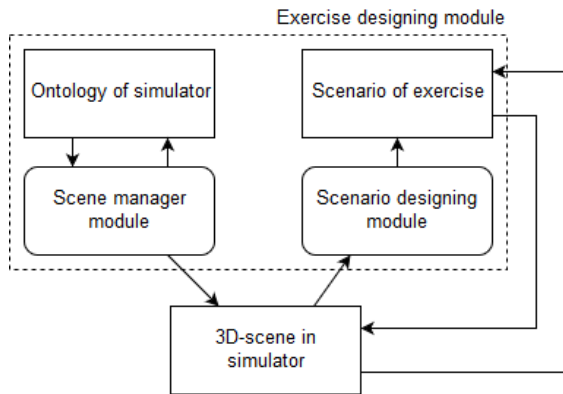 Exercise designing module
Ontology of simulator
Scenario of exercise
Scene manager
module
Scenario designing
module
3D-scene in
simulator